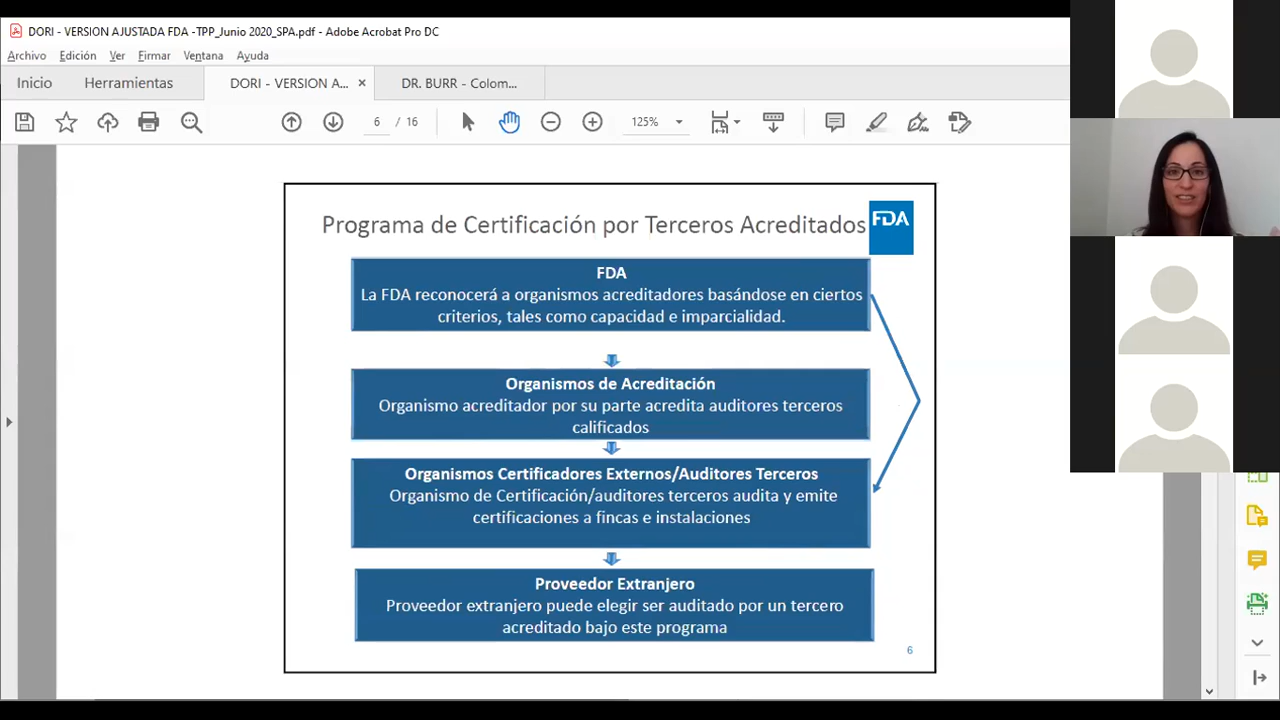 DORI - VERSION AJUSTADA FDA -TPP_Junio 2020_SPA.pdf - Adobe Acrobat Pro DC
Archivo Edición Ver Firmar Ventana Ayuda
Inicio Herramientas DORI - VERSION A... × DR. BURR - Colom...
6 / 16 125%
Programa de Certificación por Terceros Acreditados
FDA
FDA
La FDA reconocerá a organismos acreditadores basándose en ciertos
criterios, tales como capacidad e imparcialidad.
Organismos de Acreditación
Organismo acreditador por su parte acredita auditores terceros
calificados
Organismos Certificadores Externos/Auditores Terceros
Organismo de Certificación/auditores terceros audita y emite
certificaciones a fincas e instalaciones
Proveedor Extranjero
Proveedor extranjero puede elegir ser auditado por un tercero
acreditado bajo este programa
6